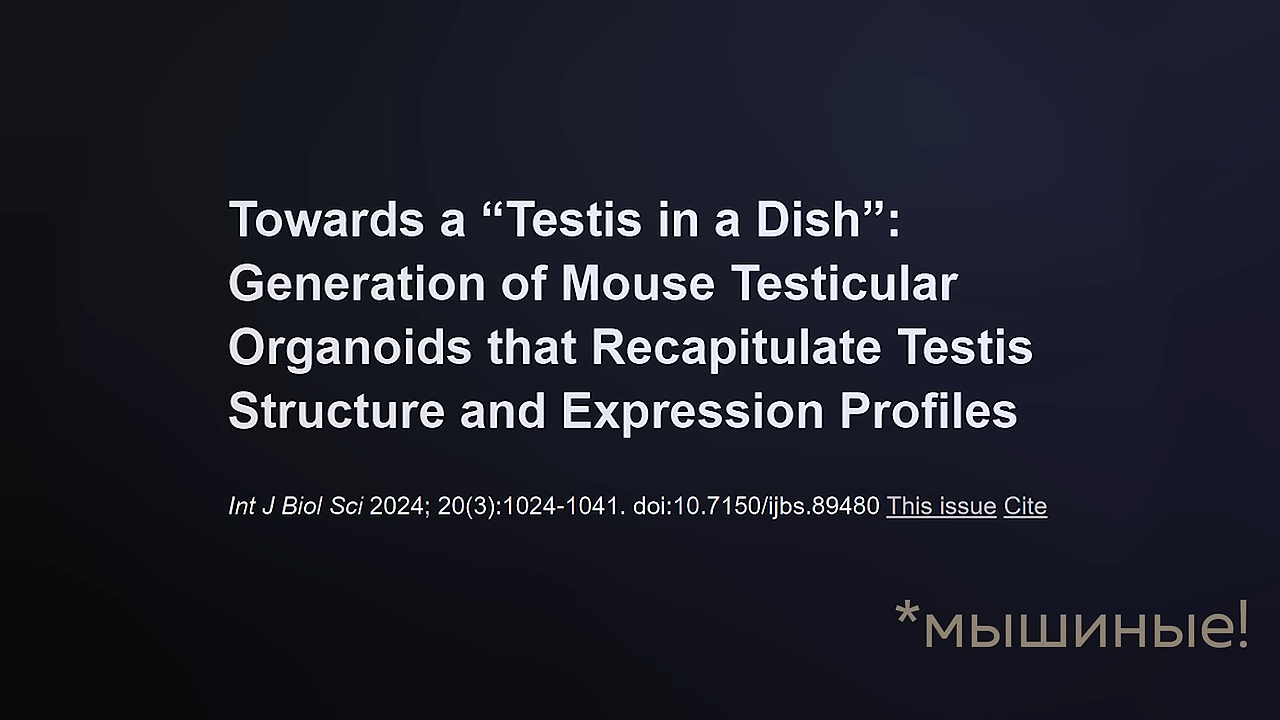 Towards a “Testis in a Dish”:
Generation of Mouse Testicular
Organoids that Recapitulate Testis
Structure and Expression Profiles
Int J Biol Sci 2024; 20(3):1024-1041. doi:10.7150/ijbs.89480 This issue Cite
*мышиные!